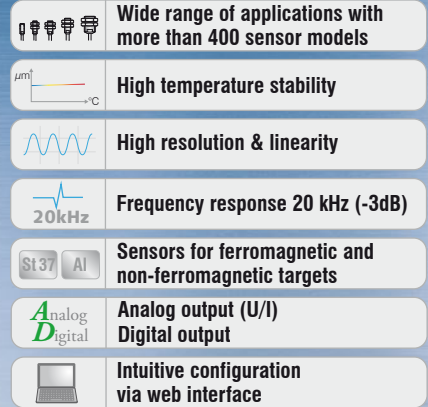 Wide range of applications with
more than 400 sensor models
µm
°C
High temperature stability
High resolution & linearity
20kHz
Frequency response 20 kHz (-3dB)
St 37 Al
Sensors for ferromagnetic and
non-ferromagnetic targets
Analog
Digital
Analog output (U/I)
Digital output
Intuitive configuration
via web interface